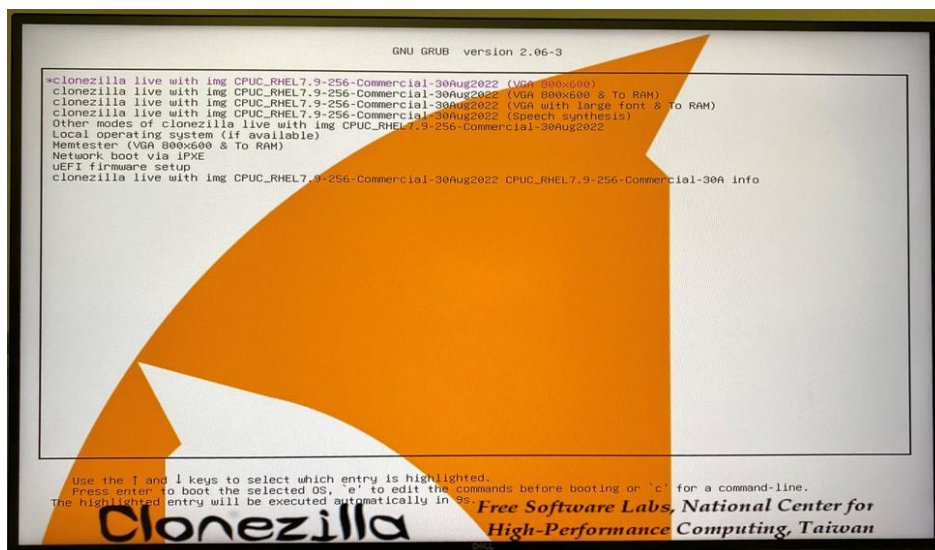 GNU GRUB version 2.06-3
*clonezilla live with img CPUC_RHEL7.9-256-Commercial-30Aug2022 (VGA 800x600)
clonezilla live with img CPUC_RHEL7.9-256-Commercial-30Aug2022 (VGA 800x600 & To RAM)
clonezilla live with img CPUC_RHEL7.9-256-Commercial-30Aug2022 (VGA with large font & To RAM)
clonezilla live with img CPUC_RHEL7.9-256-Commercial-30Aug2022 (Speech synthesis)
Other modes of clonezilla live with img CPUC_RHEL7.9-256-Commercial-30Aug2022
Local operating system (if available)
Memtester (VGA 800x600 & To RAM)
Network boot via iPXE
uEFI firmware setup
clonezilla live with img CPUC_RHEL7.9-256-Commercial-30Aug2022 CPUC_RHEL7.9-256-Commercial-30A info
Use the ↑ and ↓ keys to select which entry is highlighted.
Press enter to boot the selected OS, `e' to edit the commands before booting or `c' for a command-line.
The highlighted entry will be executed automatically in 9s.
Clonezilla
Free Software Labs, National Center for
High-Performance Computing, Taiwan
DELL